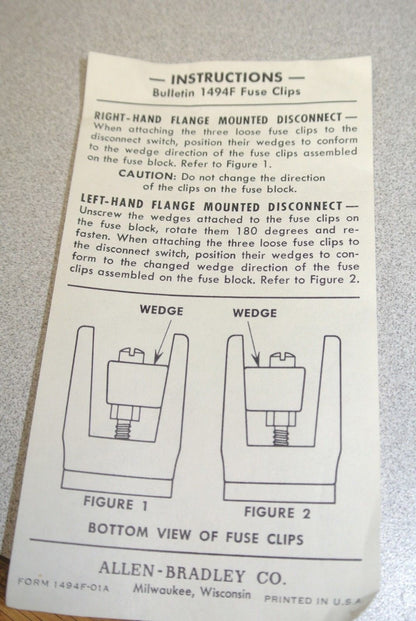 — INSTRUCTIONS —
Bulletin 1494F Fuse Clips
RIGHT-HAND FLANGE MOUNTED DISCONNECT—
When attaching the three loose fuse clips to the
disconnect switch, position their wedges to conform
to the wedge direction of the fuse clips assembled
on the fuse block. Refer to Figure 1.
CAUTION: Do not change the direction
of the clips on the fuse block.
LEFT-HAND FLANGE MOUNTED DISCONNECT—
Unscrew the wedges attached to the fuse clips on
the fuse block, rotate them 180 degrees and re-
fasten. When attaching the three loose fuse clips to
the disconnect switch, position their wedges to con-
form to the changed wedge direction of the fuse
clips assembled on the fuse block. Refer to Figure 2.
WEDGE WEDGE
FIGURE 1 FIGURE 2
BOTTOM VIEW OF FUSE CLIPS
ALLEN-BRADLEY CO.
FORM 1494F-01A Milwaukee, Wisconsin PRINTED IN U.S.A.